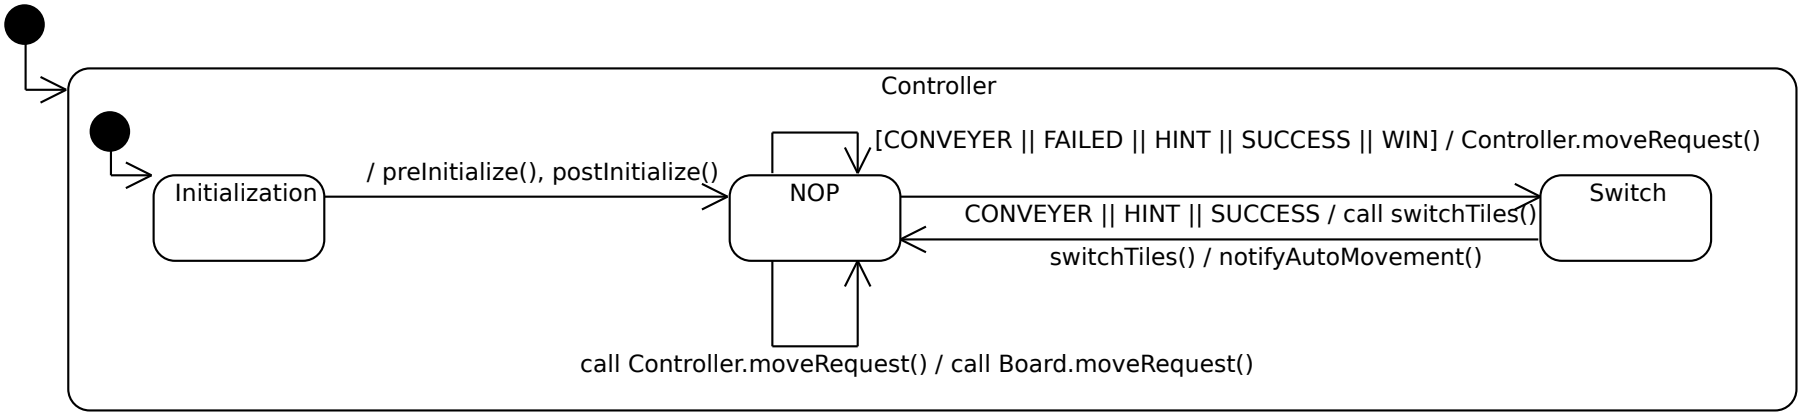 Controller
[CONVEYER || FAILED || HINT || SUCCESS || WIN] / Controller.moveRequest()
/ preInitialize(), postInitialize()
Initialization
NOP
Switch
CONVEYER || HINT || SUCCESS / call switchTiles()
switchTiles() / notifyAutoMovement()
call Controller.moveRequest() / call Board.moveRequest()